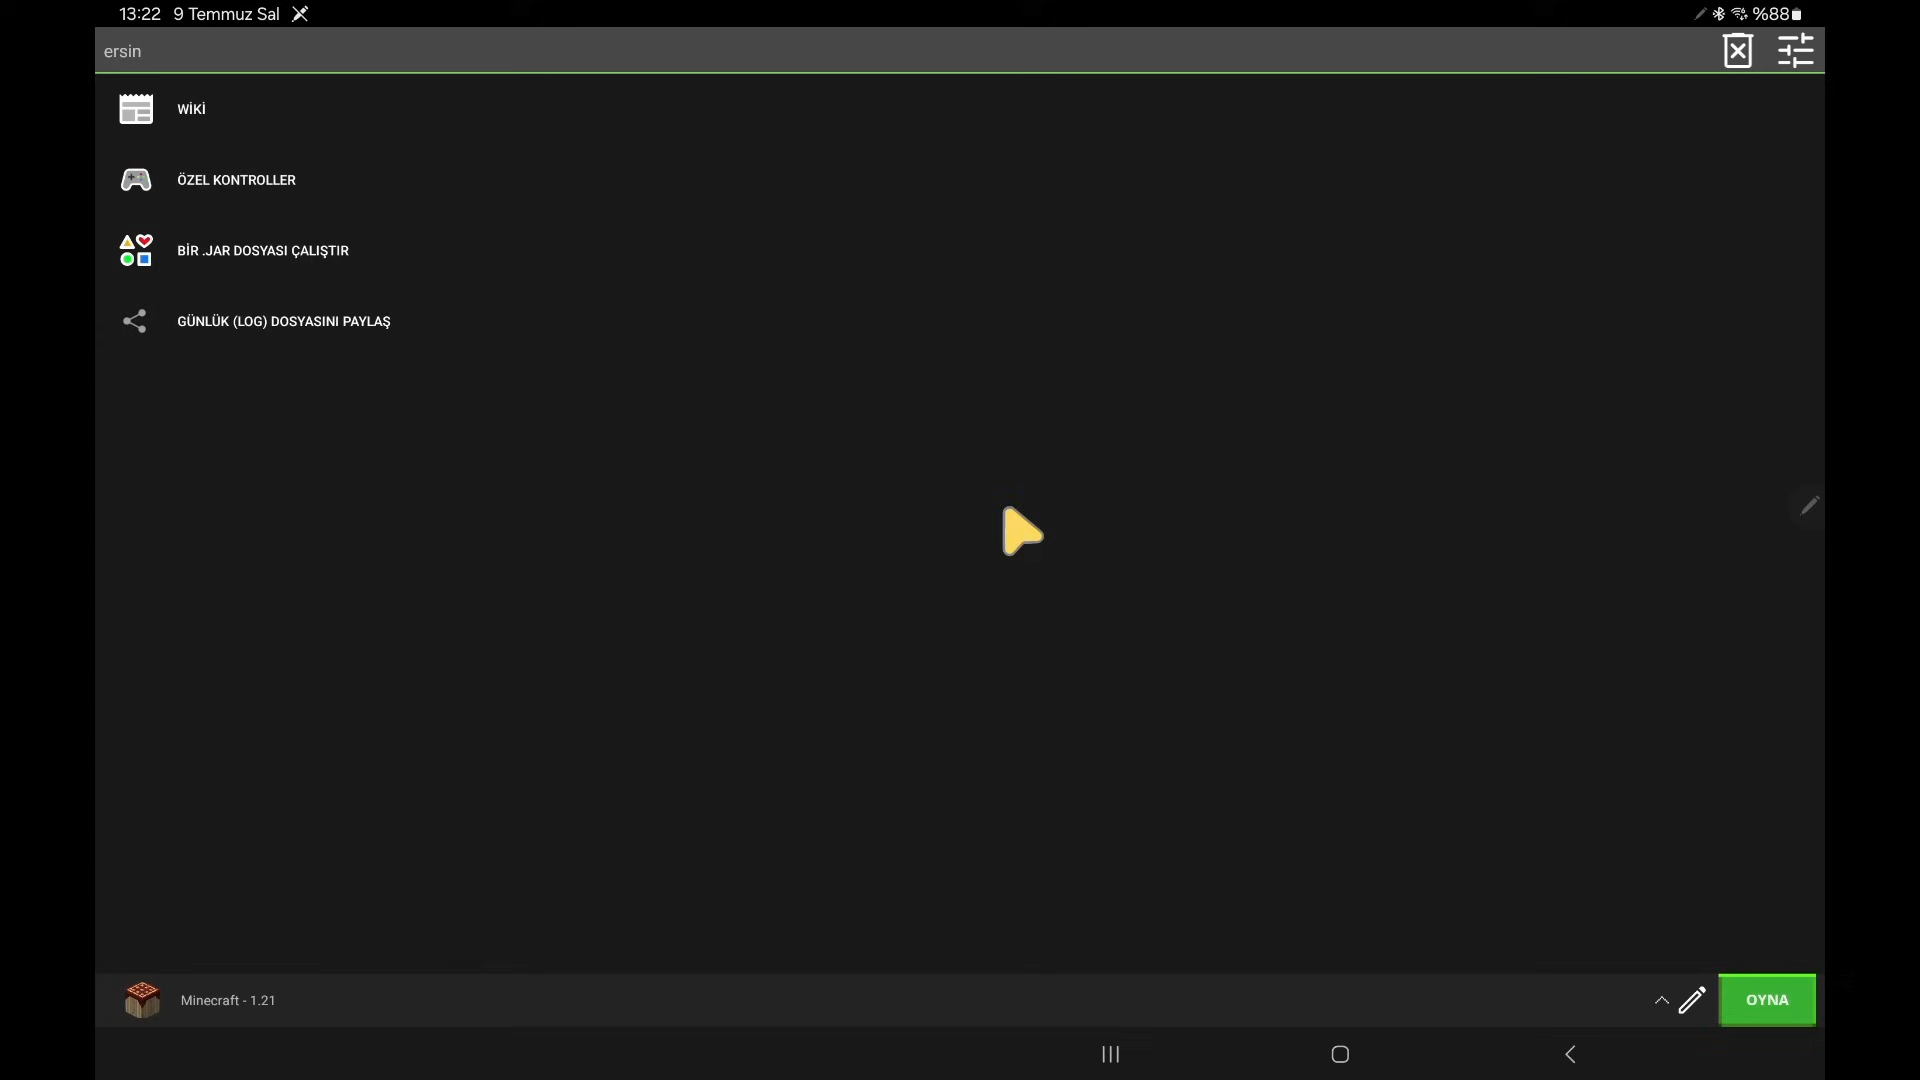 13:22 9 Temmuz Sal %88
ersin
WİKİ
ÖZEL KONTROLLER
BİR .JAR DOSYASI ÇALIŞTIR
GÜNLÜK (LOG) DOSYASINI PAYLAŞ
Minecraft - 1.21
OYNA